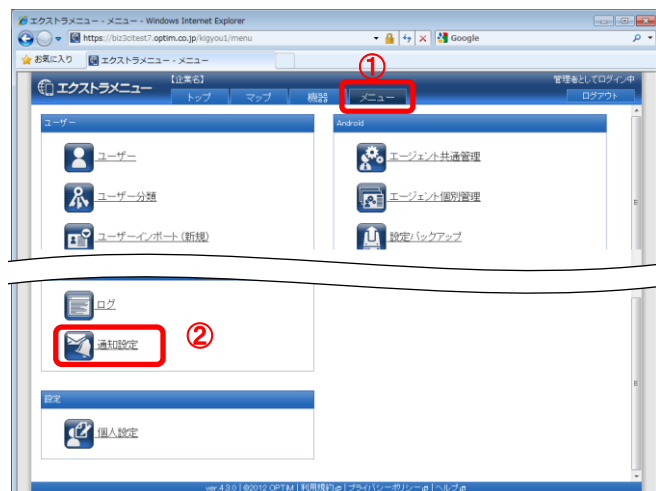 エクストラメニュー - メニュー - Windows Internet Explorer
https://biz3citest7.optim.co.jp/kigyou1/menu
Google
お気に入り
エクストラメニュー - メニュー
①
エクストラメニュー
【企業名】
管理者としてログイン中
トップ
マップ
機器
メニュー
ログアウト
ユーザー
Android
ユーザー
エージェント共通管理
ユーザー分類
エージェント個別管理
ユーザーインポート(新規)
設定バックアップ
ログ
通知設定
②
設定
個人設定
ver.4.3.0 | ©2012 OPTiM | 利用規約 | プライバシーポリシー | ヘルプ